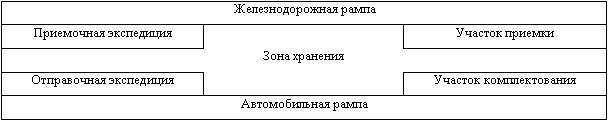 Железнодорожная рампа
Приемочная экспедиция
Участок приемки
Зона хранения
Отправочная экспедиция
Участок комплектования
Автомобильная рампа